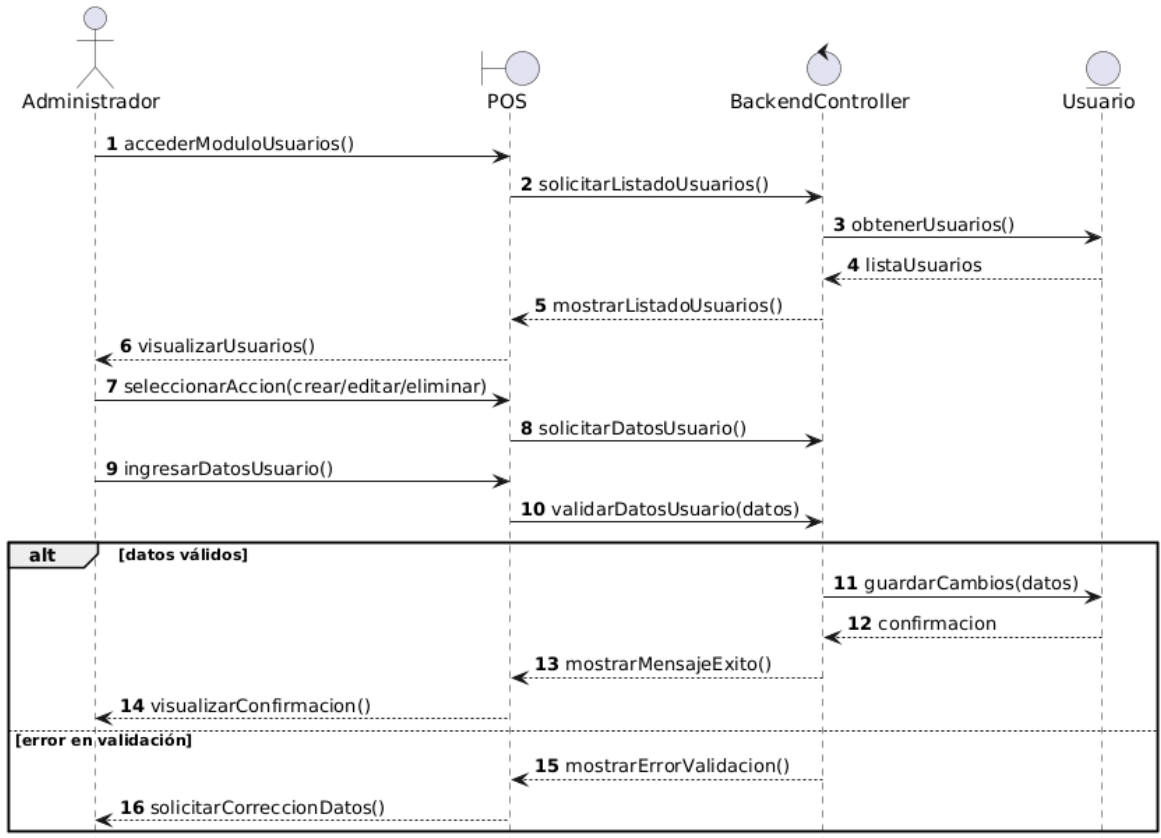 Administrador
POS
BackendController
Usuario
1 accederModuloUsuarios()
2 solicitarListadoUsuarios()
3 obtenerUsuarios()
4 listaUsuarios
5 mostrarListadoUsuarios()
6 visualizarUsuarios()
7 seleccionarAccion(crear/editar/eliminar)
8 solicitarDatosUsuario()
9 ingresarDatosUsuario()
10 validarDatosUsuario(datos)
alt [datos válidos]
11 guardarCambios(datos)
12 confirmacion
13 mostrarMensajeExito()
14 visualizarConfirmacion()
[error en validación]
15 mostrarErrorValidacion()
16 solicitarCorreccionDatos()